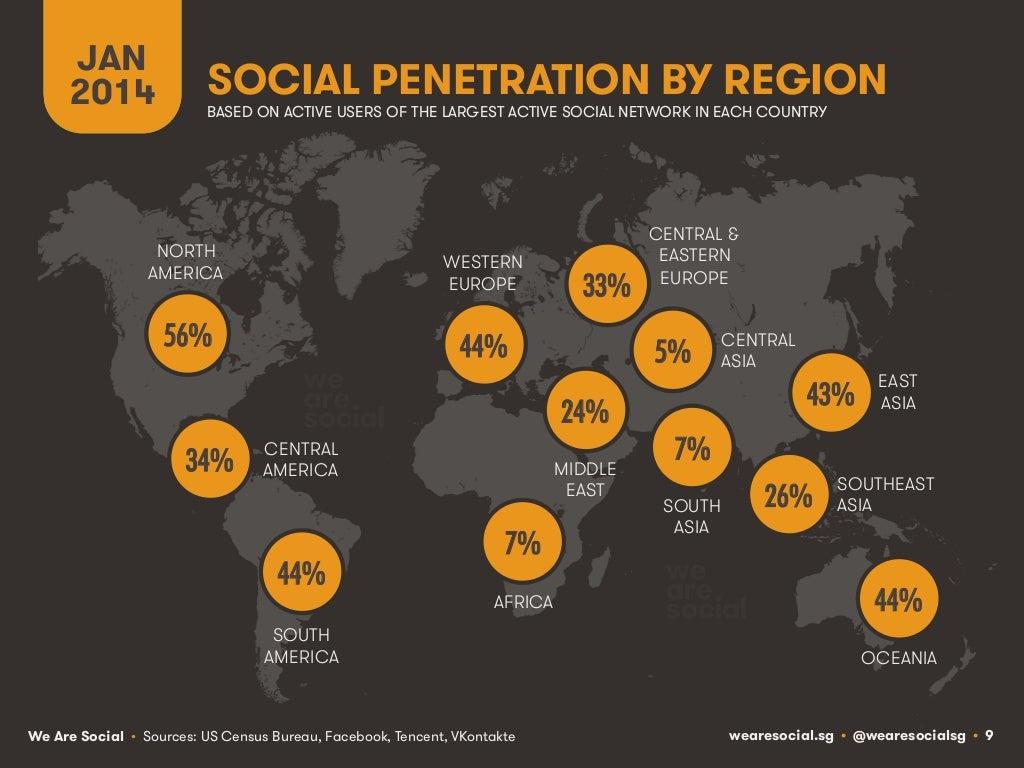 JAN
2014
SOCIAL PENETRATION BY REGION
BASED ON ACTIVE USERS OF THE LARGEST ACTIVE SOCIAL NETWORK IN EACH COUNTRY
NORTH
AMERICA
56%
WESTERN
EUROPE
44%
CENTRAL &
EASTERN
EUROPE
33%
5%
CENTRAL
ASIA
43%
EAST
ASIA
we
are
social
24%
MIDDLE
EAST
34%
CENTRAL
AMERICA
7%
SOUTH
ASIA
26%
SOUTHEAST
ASIA
44%
SOUTH
AMERICA
7%
AFRICA
we
are
social
44%
OCEANIA
We Are Social • Sources: US Census Bureau, Facebook, Tencent, VKontakte
wearesocial.sg • @wearesocialsg • 9